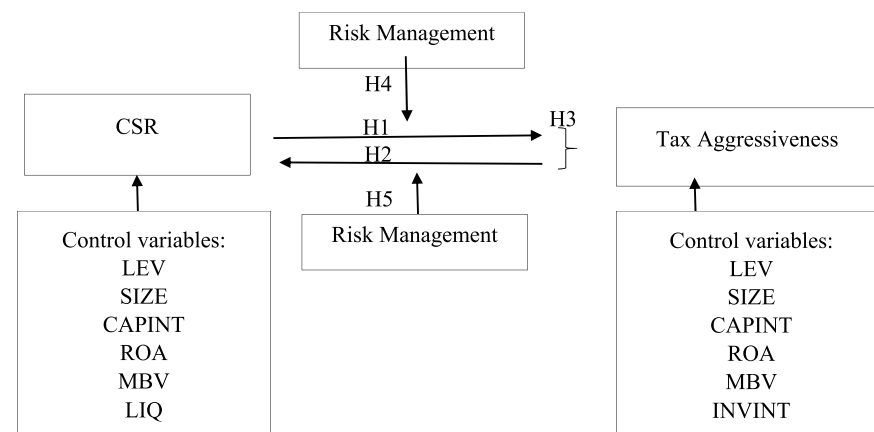 Risk Management
H4
CSR
H1
H3
Tax Aggressiveness
H2
H5
Risk Management
Control variables:
LEV
SIZE
CAPINT
ROA
MBV
LIQ
Control variables:
LEV
SIZE
CAPINT
ROA
MBV
INVINT